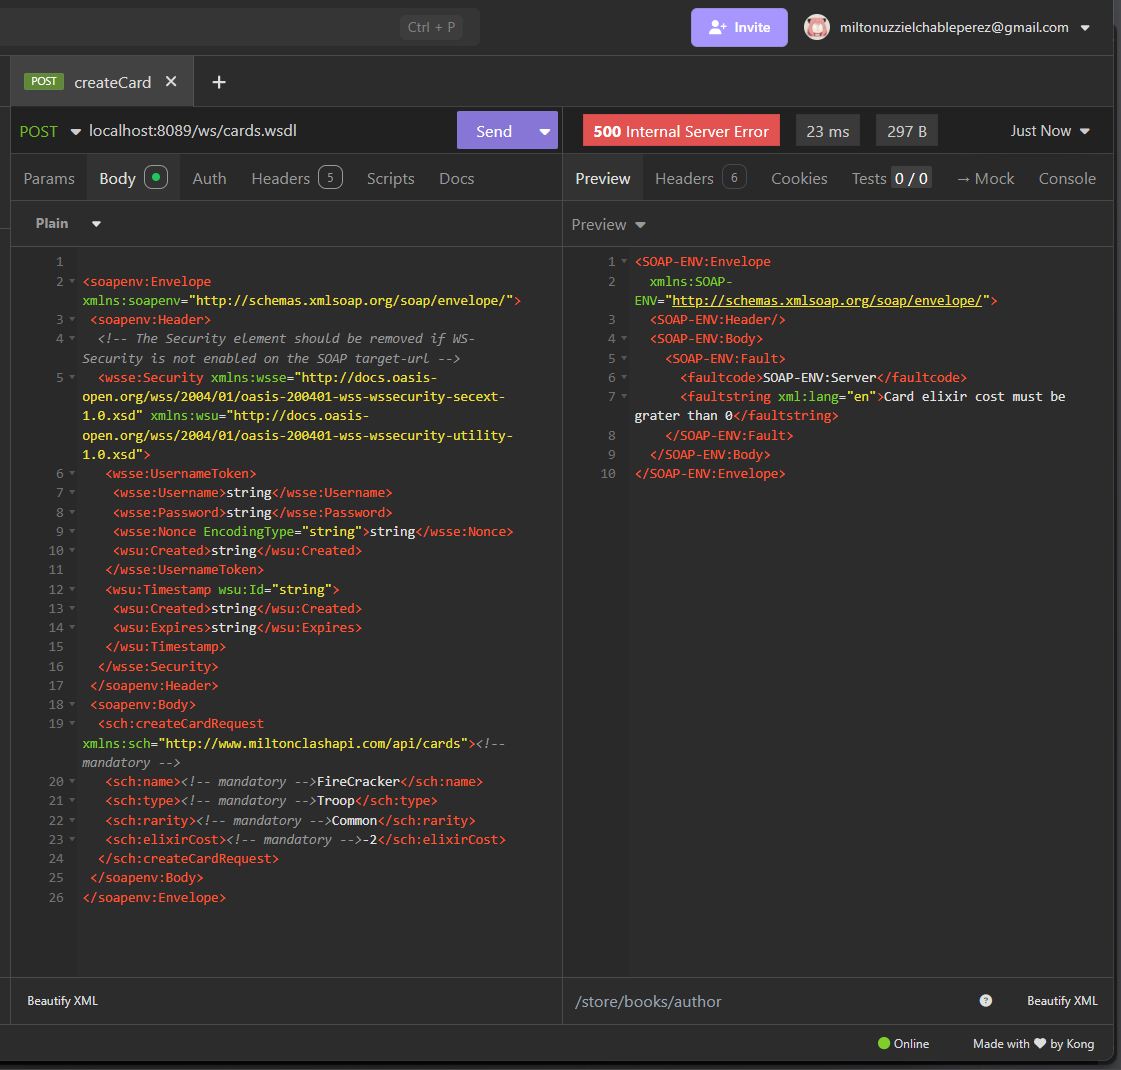 Ctrl + P
Invite
miltonuzzielchableperez@gmail.com
POST createCard
+
POST localhost:8089/ws/cards.wsdl
Send
500 Internal Server Error
23 ms
297 B
Just Now
Params
Body
Auth
Headers 5
Scripts
Docs
Preview
Headers 6
Cookies
Tests 0 / 0
→ Mock
Console
Plain
Preview
1
2 <soapenv:Envelope
xmlns:soapenv="http://schemas.xmlsoap.org/soap/envelope/">
3 <soapenv:Header>
4 <!-- The Security element should be removed if WS-
Security is not enabled on the SOAP target-url -->
5 <wsse:Security xmlns:wsse="http://docs.oasis-
open.org/wss/2004/01/oasis-200401-wss-wssecurity-secext-
1.0.xsd" xmlns:wsu="http://docs.oasis-
open.org/wss/2004/01/oasis-200401-wss-wssecurity-utility-
1.0.xsd">
6 <wsse:UsernameToken>
7 <wsse:Username>string</wsse:Username>
8 <wsse:Password>string</wsse:Password>
9 <wsse:Nonce EncodingType="string">string</wsse:Nonce>
10 <wsu:Created>string</wsu:Created>
11 </wsse:UsernameToken>
12 <wsu:Timestamp wsu:Id="string">
13 <wsu:Created>string</wsu:Created>
14 <wsu:Expires>string</wsu:Expires>
15 </wsu:Timestamp>
16 </wsse:Security>
17 </soapenv:Header>
18 <soapenv:Body>
19 <sch:createCardRequest
xmlns:sch="http://www.miltonclashapi.com/api/cards"><!--
mandatory -->
20 <sch:name><!-- mandatory -->FireCracker</sch:name>
21 <sch:type><!-- mandatory -->Troop</sch:type>
22 <sch:rarity><!-- mandatory -->Common</sch:rarity>
23 <sch:elixirCost><!-- mandatory -->-2</sch:elixirCost>
24 </sch:createCardRequest>
25 </soapenv:Body>
26 </soapenv:Envelope>
1 <SOAP-ENV:Envelope
2 xmlns:SOAP-
ENV="http://schemas.xmlsoap.org/soap/envelope/">
3 <SOAP-ENV:Header/>
4 <SOAP-ENV:Body>
5 <SOAP-ENV:Fault>
6 <faultcode>SOAP-ENV:Server</faultcode>
7 <faultstring xml:lang="en">Card elixir cost must be
grater than 0</faultstring>
8 </SOAP-ENV:Fault>
9 </SOAP-ENV:Body>
10 </SOAP-ENV:Envelope>
Beautify XML
/store/books/author
?
Beautify XML
Online
Made with ♥ by Kong